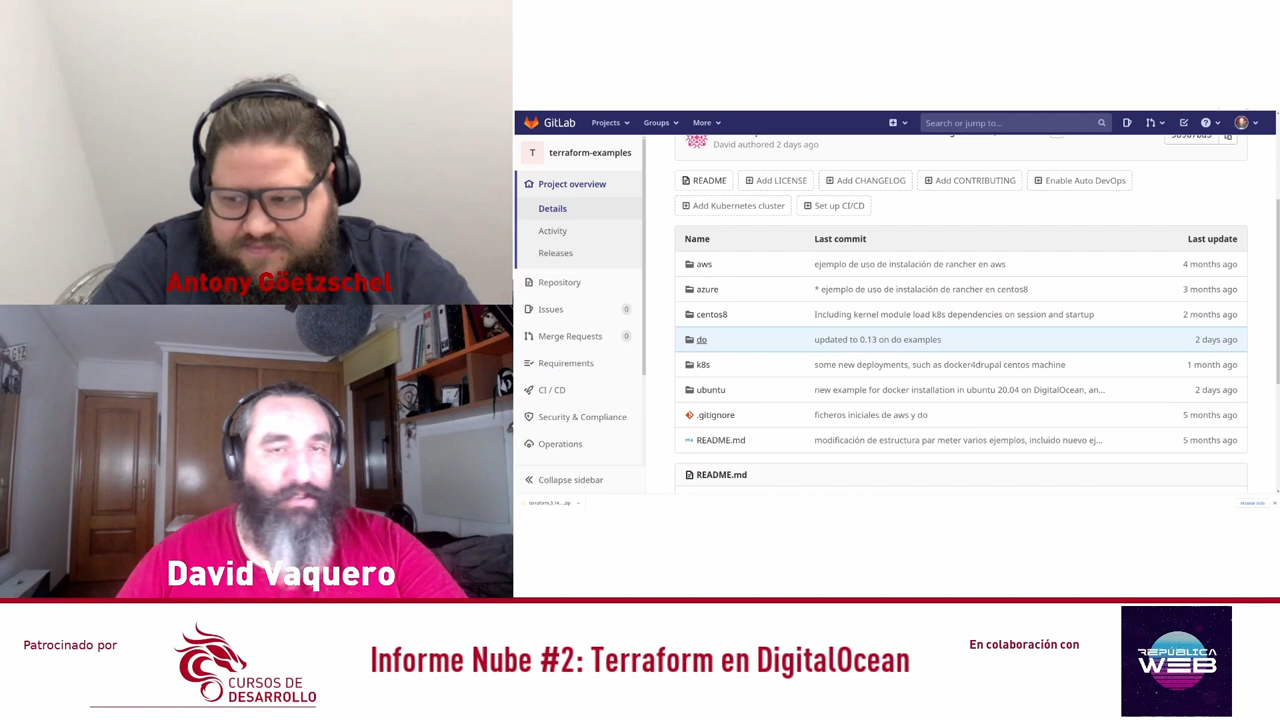 Antony Göetzschel
David Vaquero
GitLab
Projects
Groups
More
Search or jump to...
T
terraform-examples
Project overview
Details
Activity
Releases
Repository
Issues 0
Merge Requests 0
Requirements
CI / CD
Security & Compliance
Operations
Collapse sidebar
David authored 2 days ago
README
Add LICENSE
Add CHANGELOG
Add CONTRIBUTING
Enable Auto DevOps
Add Kubernetes cluster
Set up CI/CD
Name Last commit Last update
aws ejemplo de uso de instalación de rancher en aws 4 months ago
azure * ejemplo de uso de instalación de rancher en centos8 3 months ago
centos8 Including kernel module load k8s dependencies on session and startup 2 months ago
do updated to 0.13 on do examples 2 days ago
k8s some new deployments, such as docker4drupal centos machine 1 month ago
ubuntu new example for docker installation in ubuntu 20.04 on DigitalOcean, an... 2 days ago
.gitignore ficheros iniciales de aws y do 5 months ago
README.md modificación de estructura par meter varios ejemplos, incluido nuevo ej... 5 months ago
README.md
Patrocinado por
CURSOS DE
DESARROLLO
Informe Nube #2: Terraform en DigitalOcean
En colaboración con
REPUBLICA
WEB